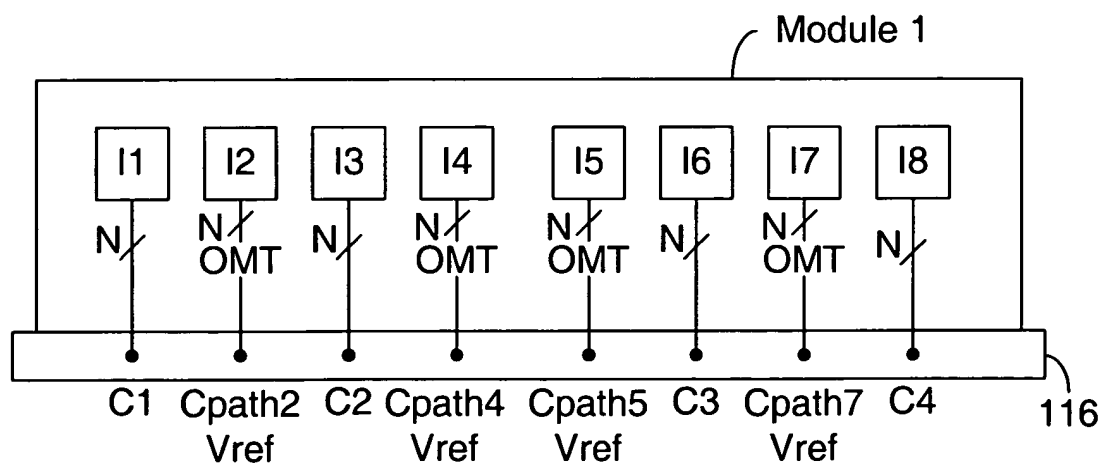 Module 1
I1 I2 I3 I4 I5 I6 I7 I8
N N N N N N N N
OMT OMT OMT OMT
C1 Cpath2 C2 Cpath4 Cpath5 C3 Cpath7 C4 116
Vref Vref Vref Vref